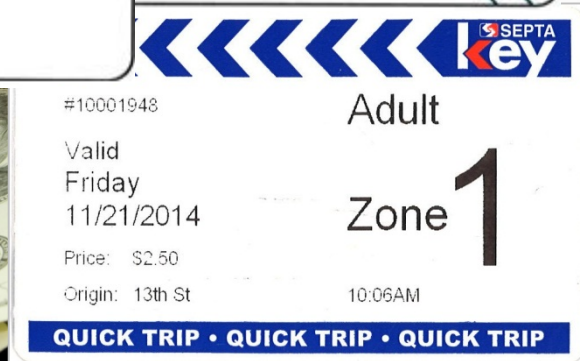 SEPTA
key
#10001948
Adult
Valid
Friday
11/21/2014
Zone 1
Price: $2.50
Origin: 13th St
10:06AM
QUICK TRIP • QUICK TRIP • QUICK TRIP